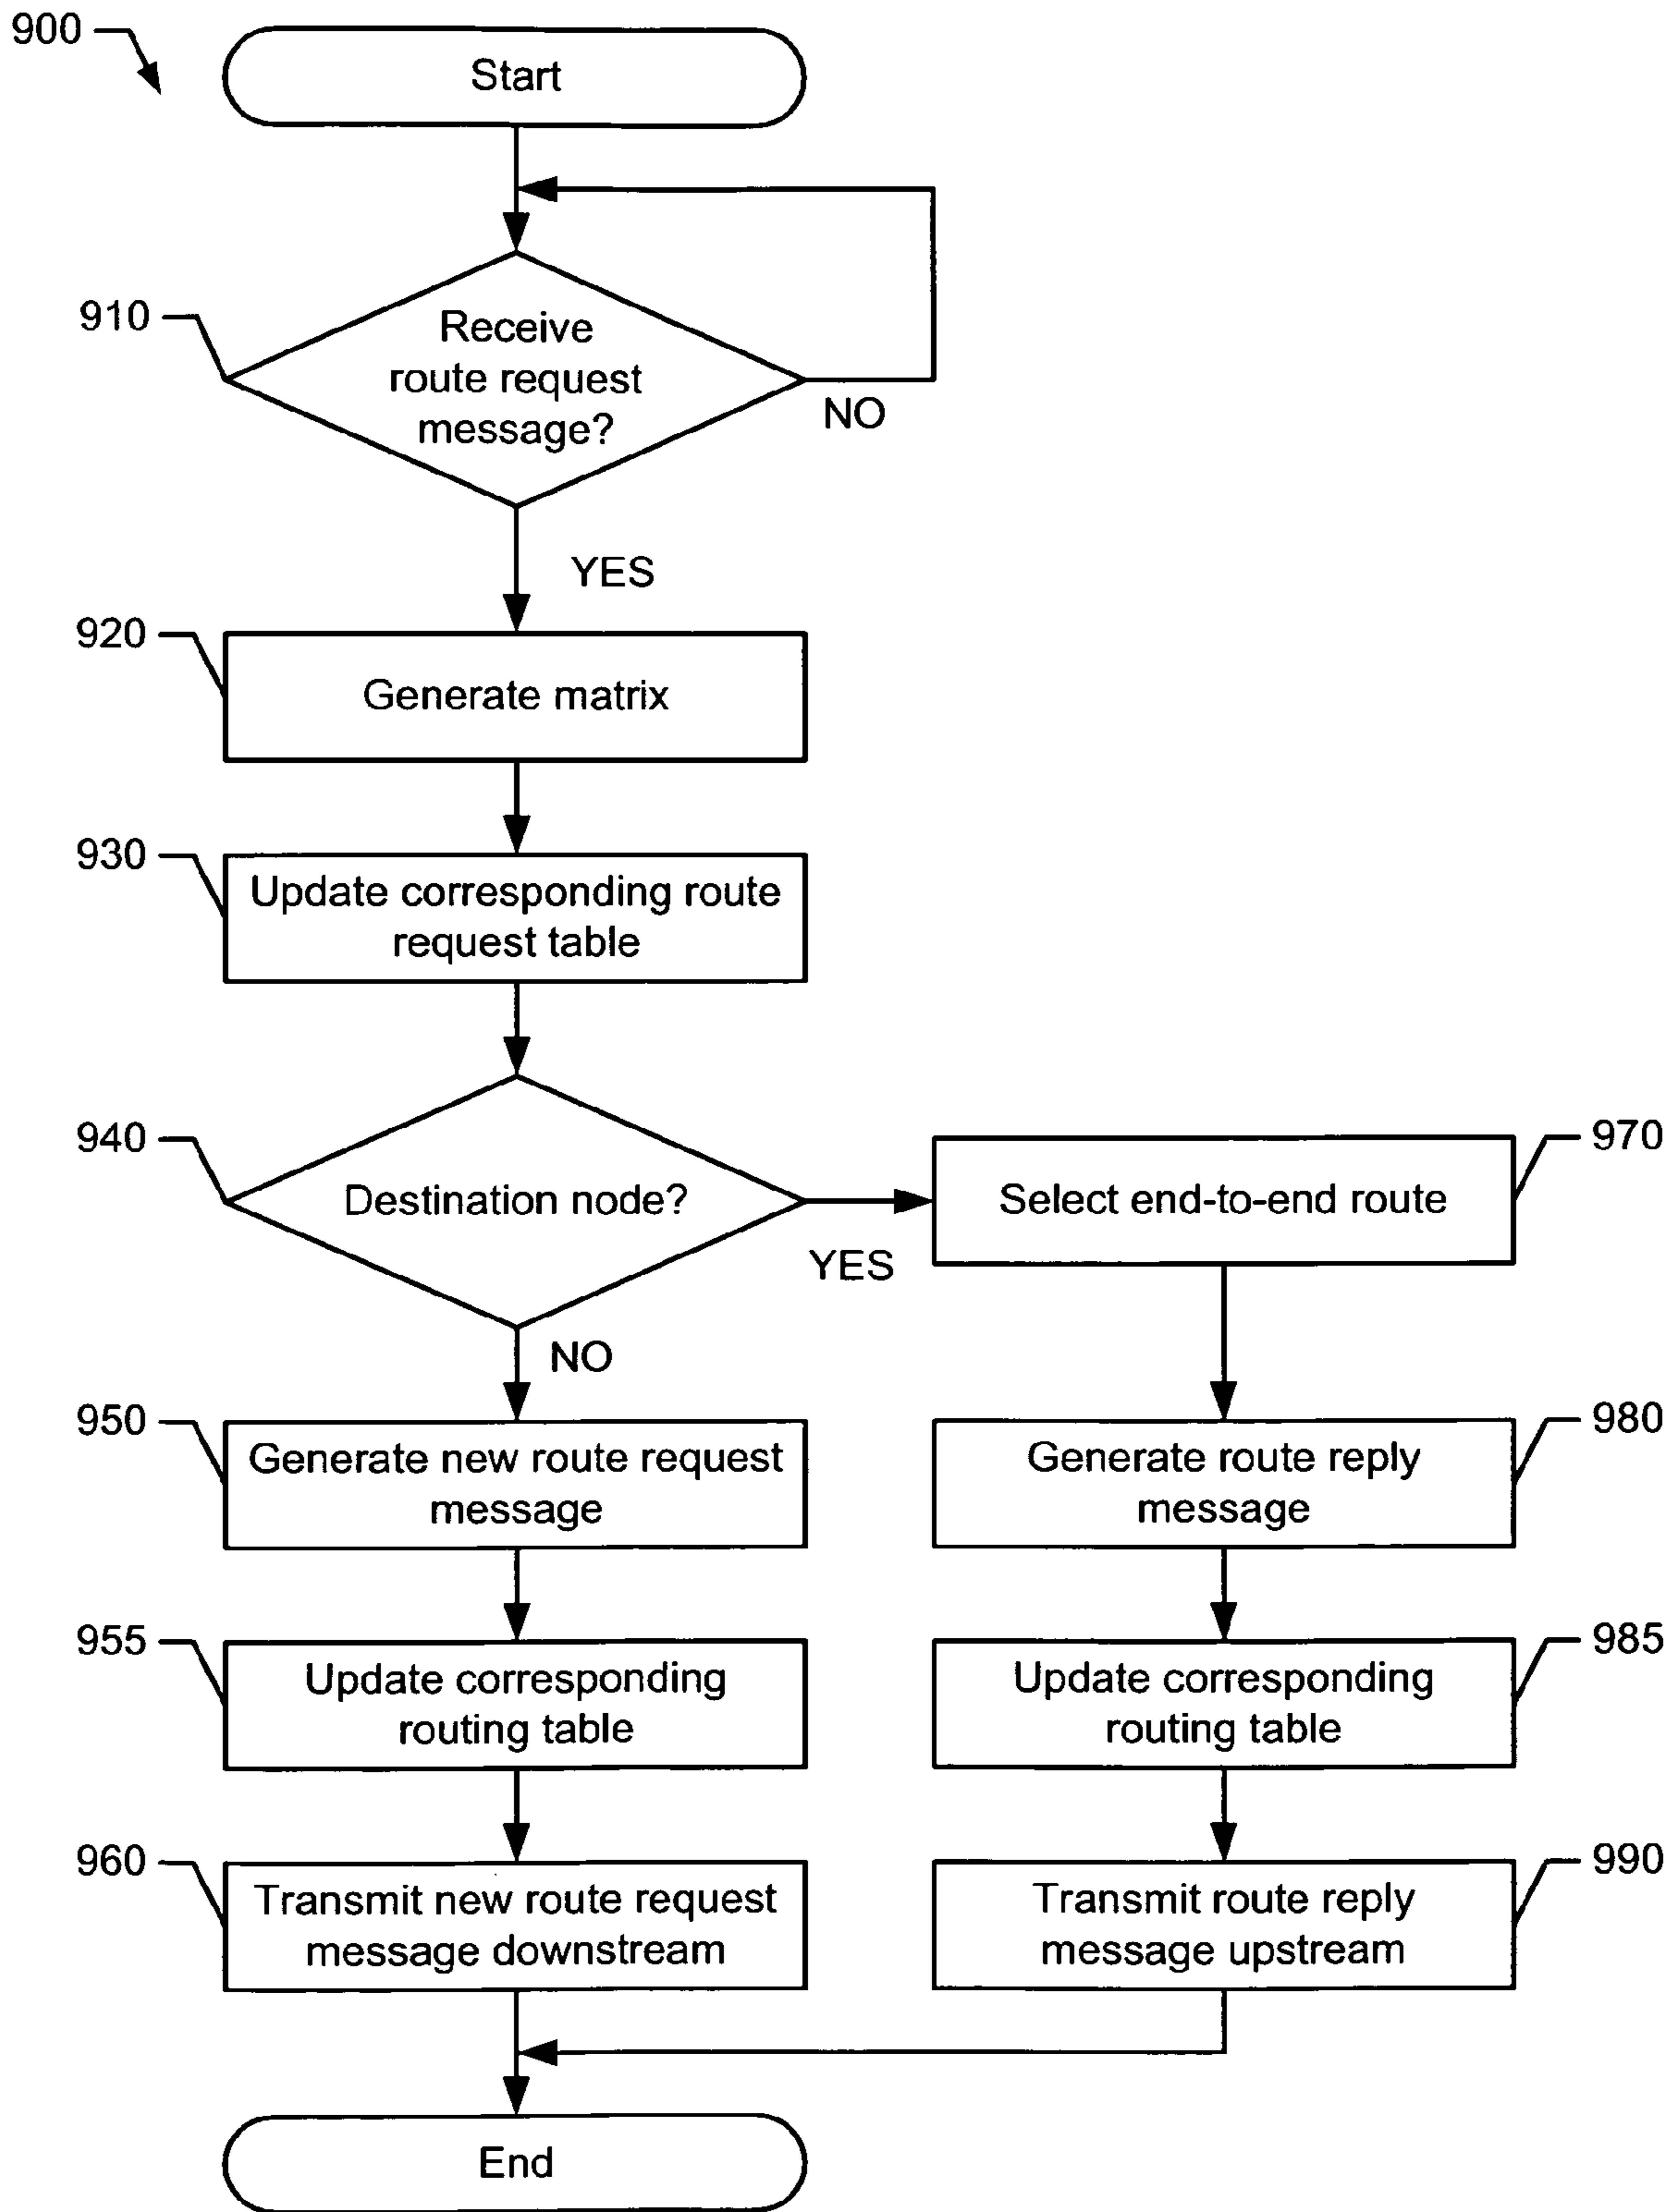 900
Start
910
Receive
route request
message?
NO
YES
920
Generate matrix
930
Update corresponding route
request table
940
Destination node?
YES
NO
970
Select end-to-end route
950
Generate new route request
message
980
Generate route reply
message
955
Update corresponding
routing table
985
Update corresponding
routing table
960
Transmit new route request
message downstream
990
Transmit route reply
message upstream
End